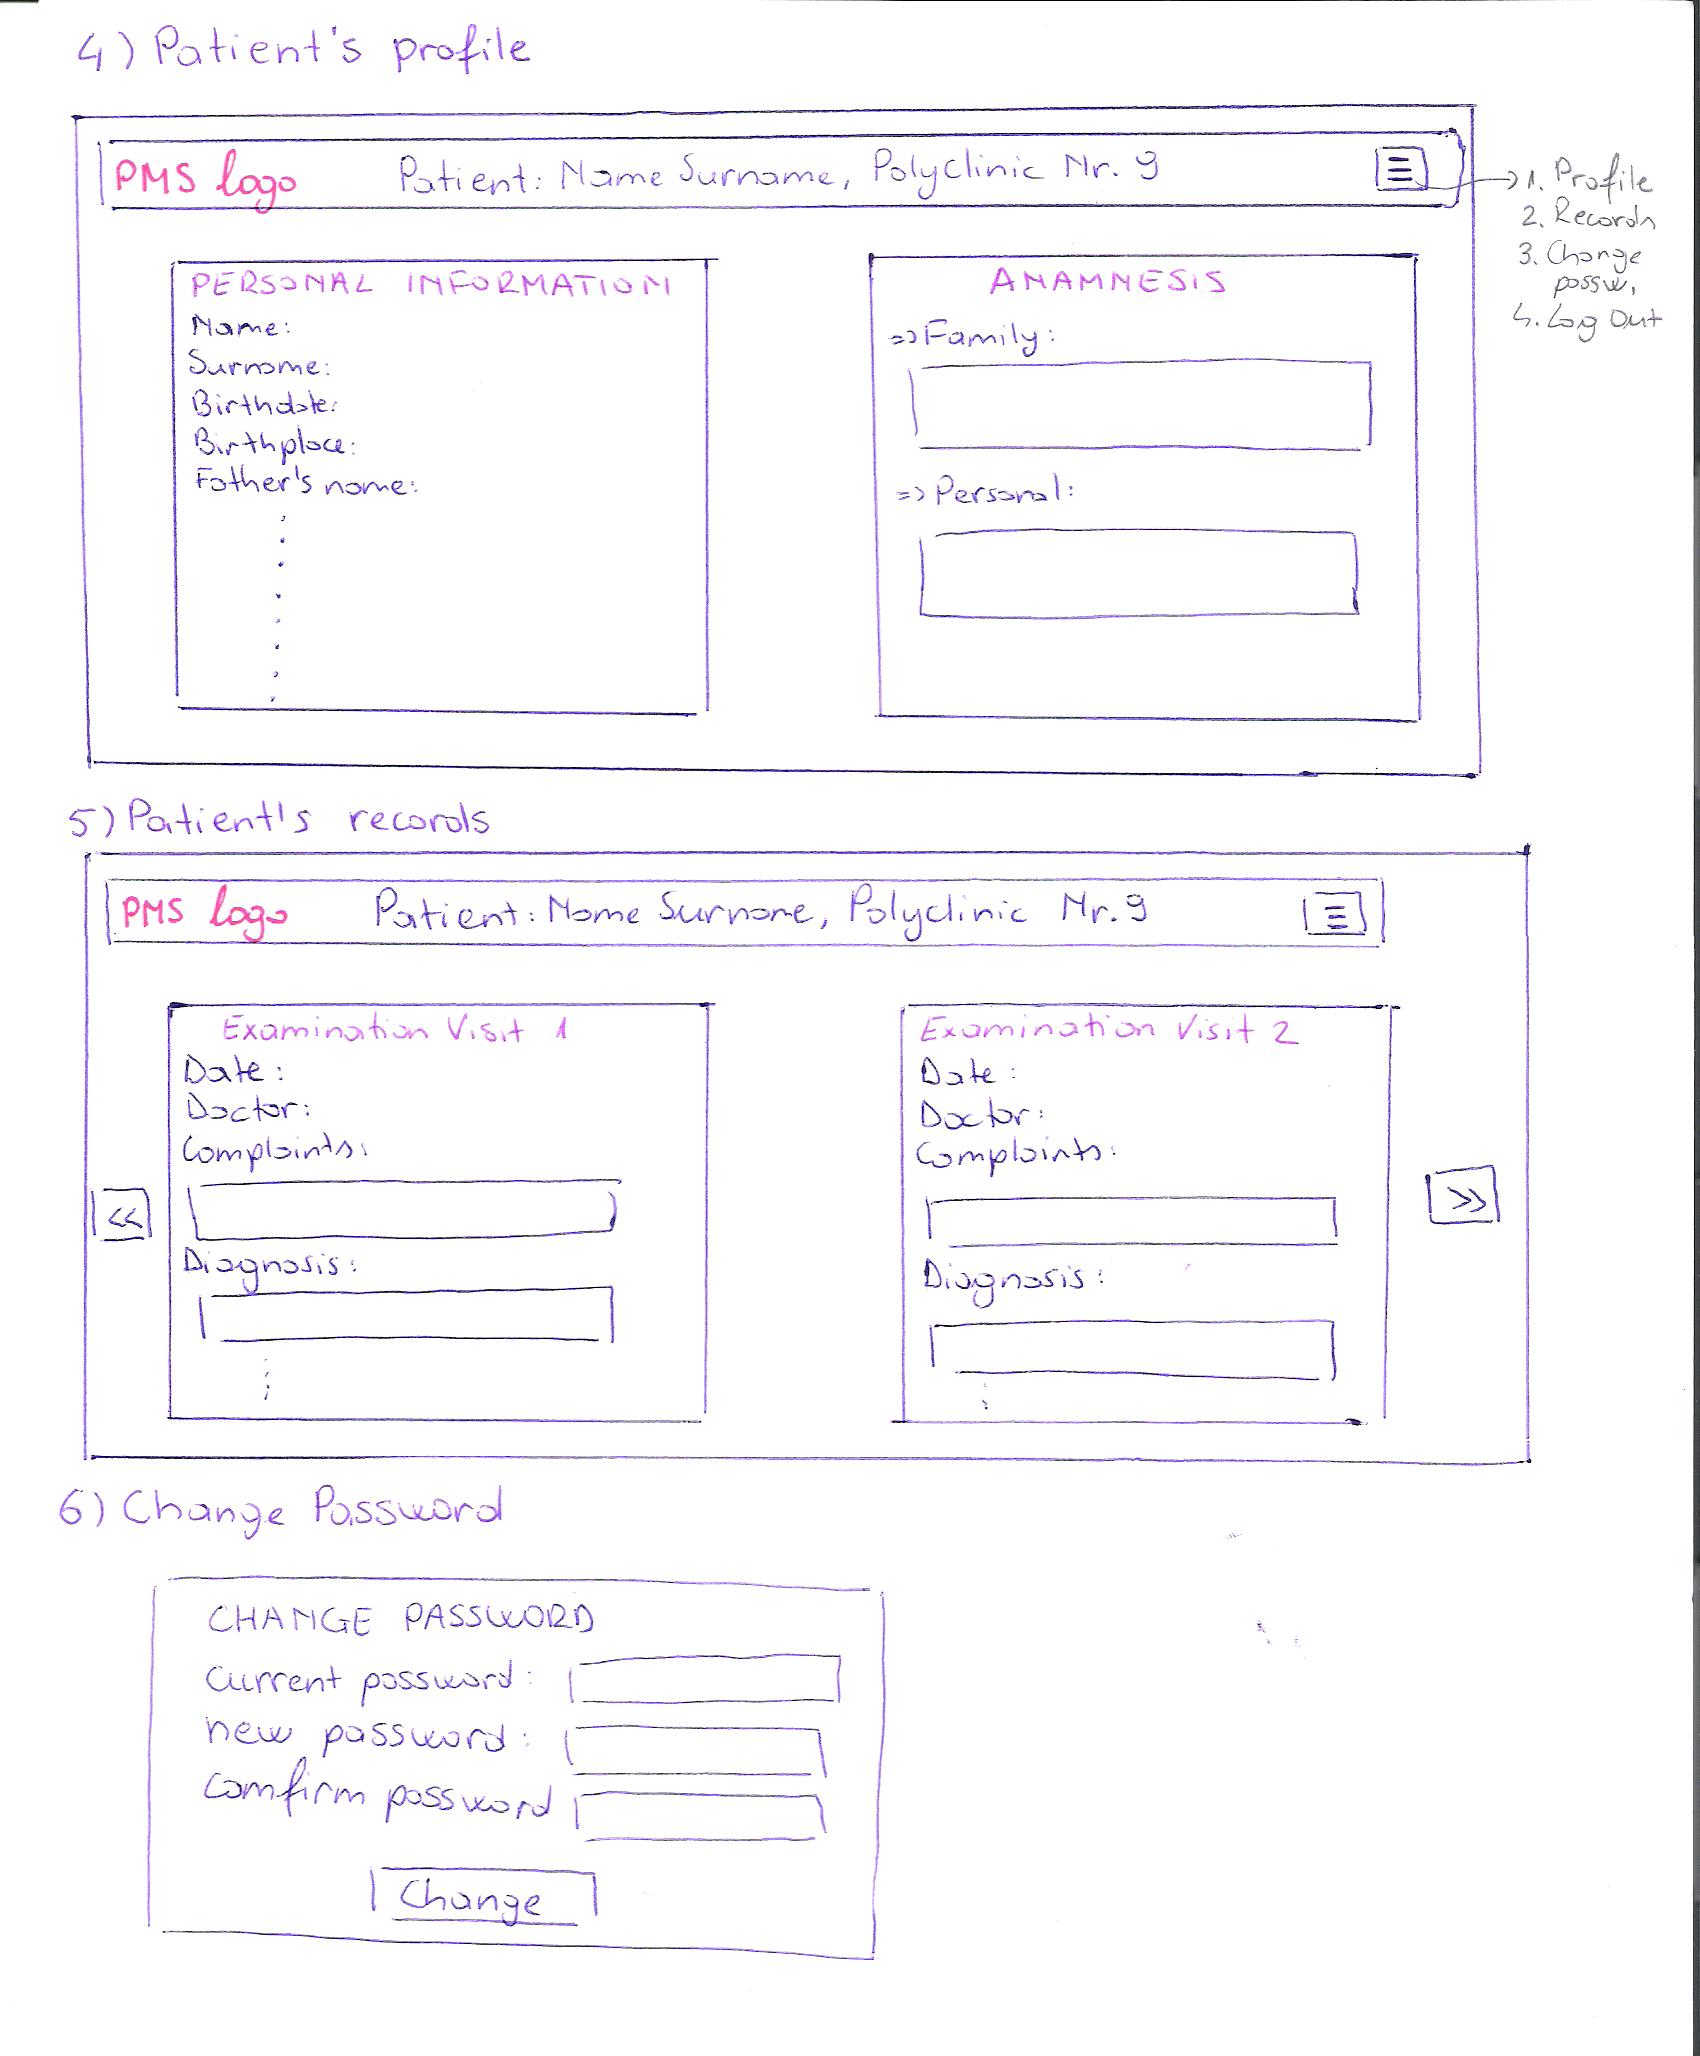 4) Patient's profile
PMS logo Patient: Name Surname, Polyclinic Nr. 9
1. Profile
2. Records
3. Change
passw.
4. Log Out
PERSONAL INFORMATION
Name:
Surname:
Birthdate:
Birthplace:
Father's name:
ANAMNESIS
=> Family:
=> Personal:
5) Patient's records
PMS logo Patient: Name Surname, Polyclinic Nr. 9
Examination Visit 1
Date:
Doctor:
Complaints:
Diagnosis:
<<
Examination Visit 2
Date:
Doctor:
Complaints:
Diagnosis:
>>
6) Change Password
CHANGE PASSWORD
Current password:
new password:
comfirm password
Change